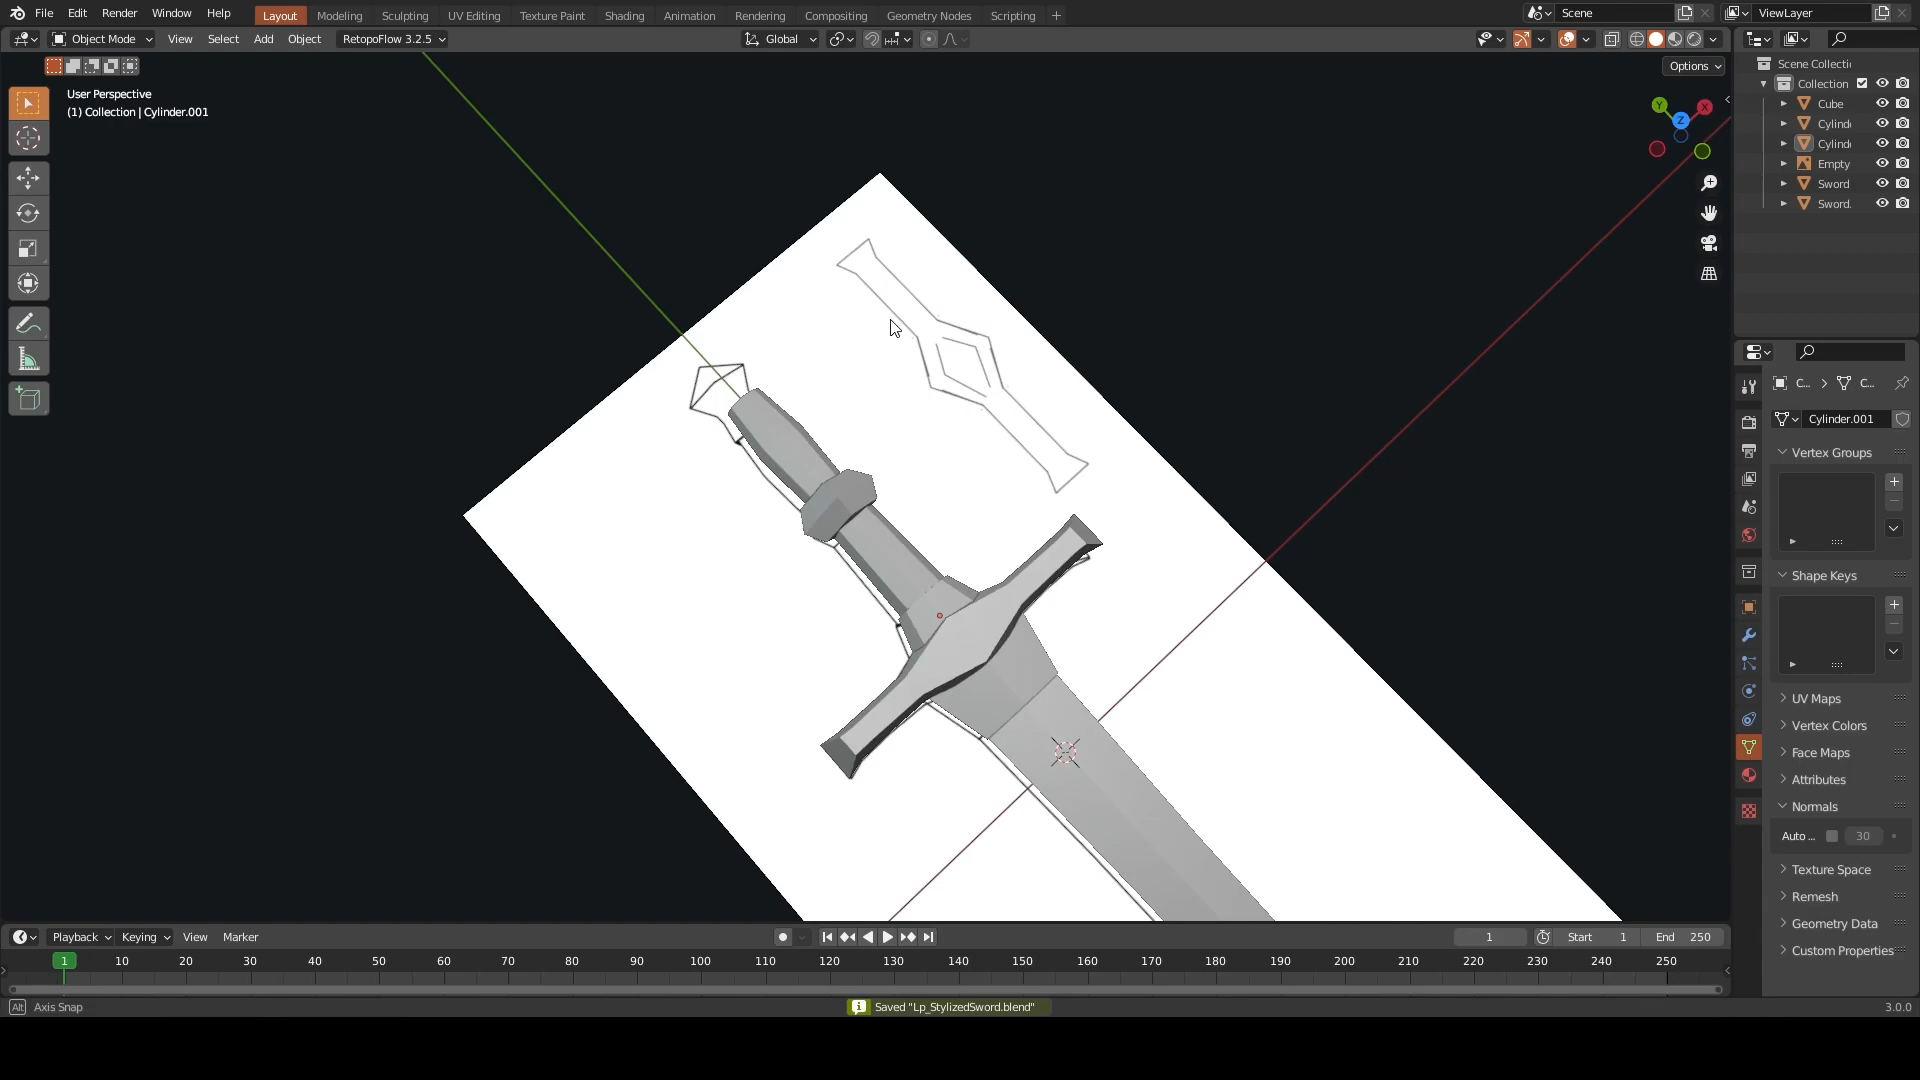 File Edit Render Window Help Layout Modeling Sculpting UV Editing Texture Paint Shading Animation Rendering Compositing Geometry Nodes Scripting + Scene ViewLayer
Object Mode View Select Add Object RetopoFlow 3.2.5 Global
Options
User Perspective
(1) Collection | Cylinder.001
Y X Z
Scene Collecti
Collection
Cube
Cylind
Cylind
Empty
Sword
Sword.
C... C...
Cylinder.001
Vertex Groups
Shape Keys
UV Maps
Vertex Colors
Face Maps
Attributes
Normals
Auto ... 30
Texture Space
Remesh
Geometry Data
Custom Properties
Playback Keying View Marker 1 Start 1 End 250
1 10 20 30 40 50 60 70 80 90 100 110 120 130 140 150 160 170 180 190 200 210 220 230 240 250
Alt Axis Snap Saved "Lp_StylizedSword.blend" 3.0.0